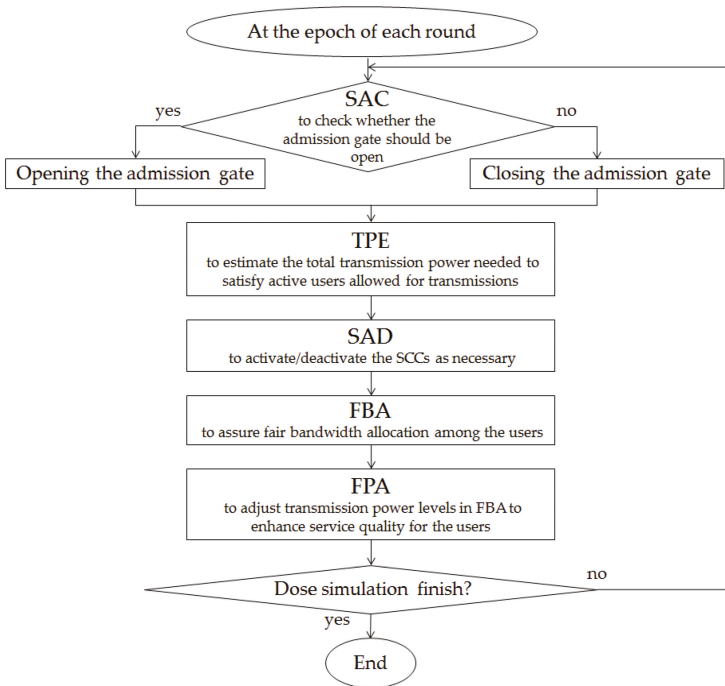 At the epoch of each round
SAC
to check whether the
admission gate should be
open
yes
no
Opening the admission gate
Closing the admission gate
TPE
to estimate the total transmission power needed to
satisfy active users allowed for transmissions
SAD
to activate/deactivate the SCCs as necessary
FBA
to assure fair bandwidth allocation among the users
FPA
to adjust transmission power levels in FBA to
enhance service quality for the users
Dose simulation finish?
no
yes
End